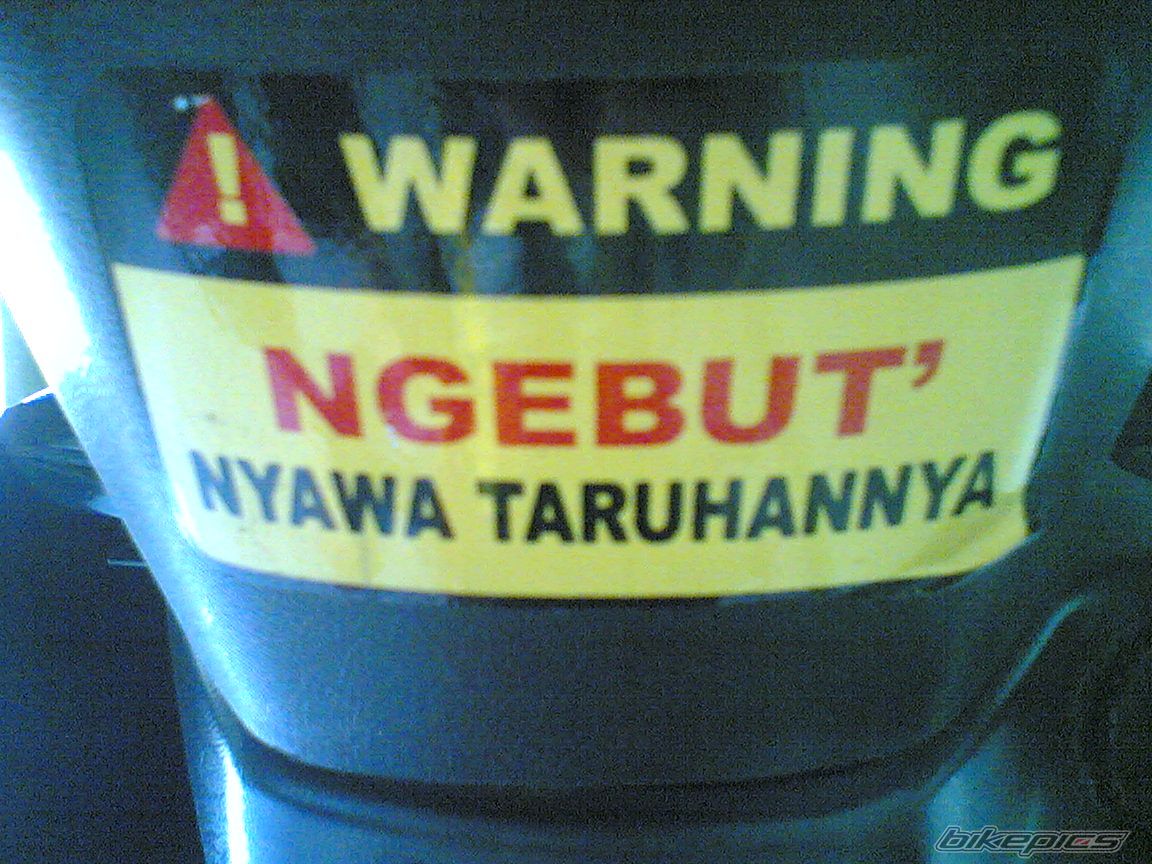 ! WARNING
NGEBUT'
NYAWA TARUHANNYA
bikepics